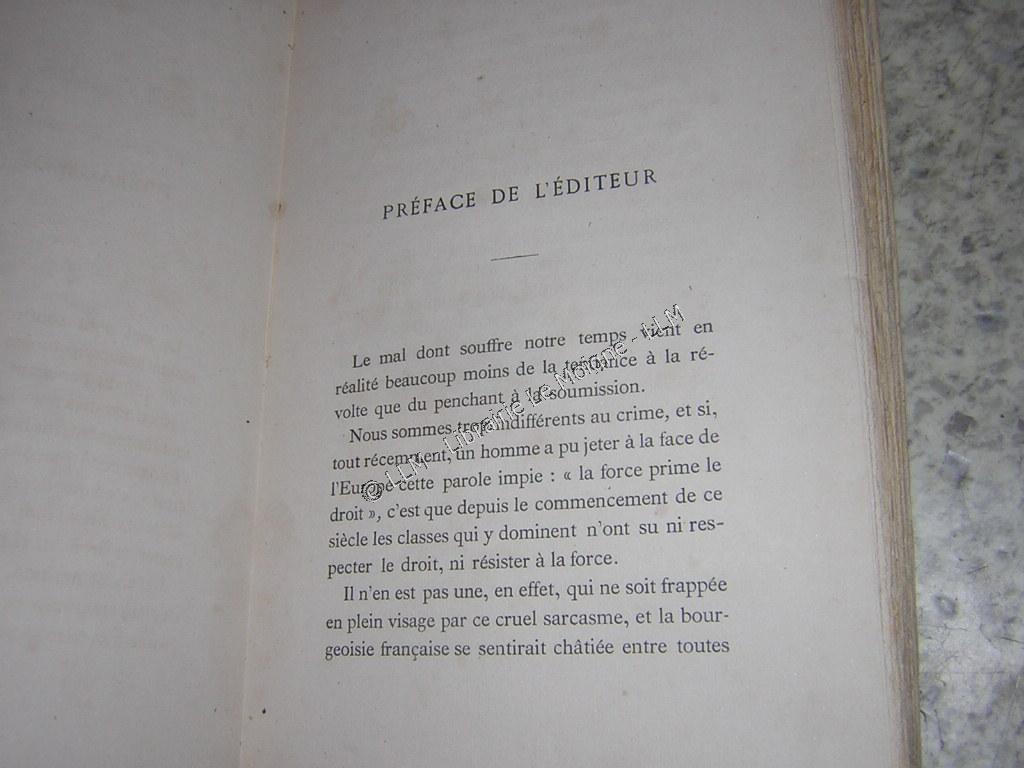 PRÉFACE DE L'ÉDITEUR
Le mal dont souffre notre temps vient en
réalité beaucoup moins de la tendance à la ré-
volte que du penchant à la soumission.
Nous sommes trop indifférents au crime, et si,
tout récemment, un homme a pu jeter à la face de
l'Europe cette parole impie : « la force prime le
droit », c'est que depuis le commencement de ce
siècle les classes qui y dominent n'ont su ni res-
pecter le droit, ni résister à la force.
Il n'en est pas une, en effet, qui ne soit frappée
en plein visage par ce cruel sarcasme, et la bour-
geoisie française se sentirait châtiée entre toutes
© LLM - Librairie Le Moine - LLM